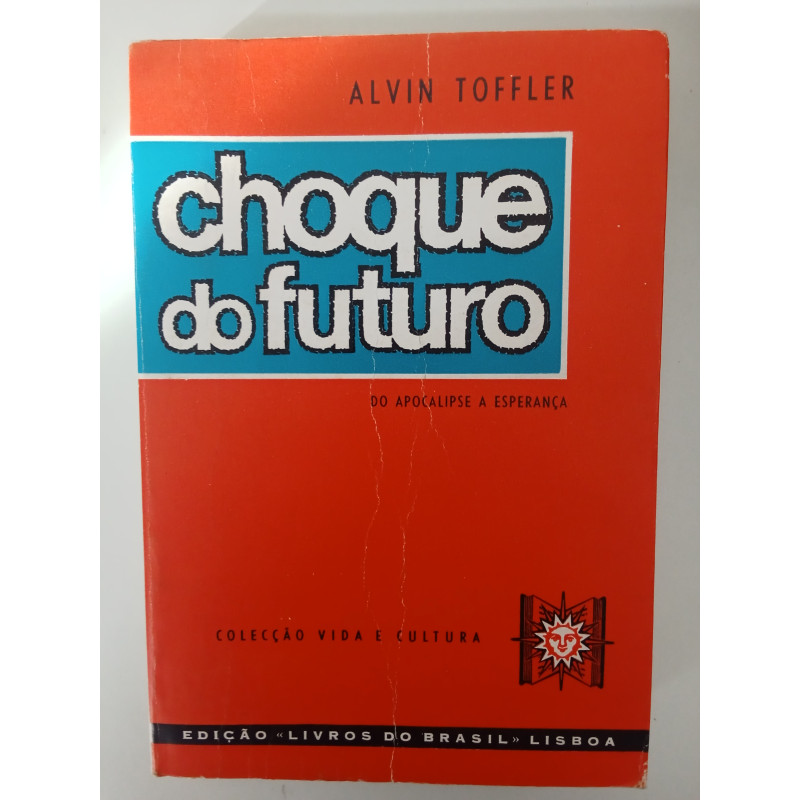 ALVIN TOFFLER
choque
do futuro
DO APOCALIPSE A ESPERANÇA
COLECÇÃO VIDA E CULTURA
EDIÇÃO «LIVROS DO BRASIL» LISBOA